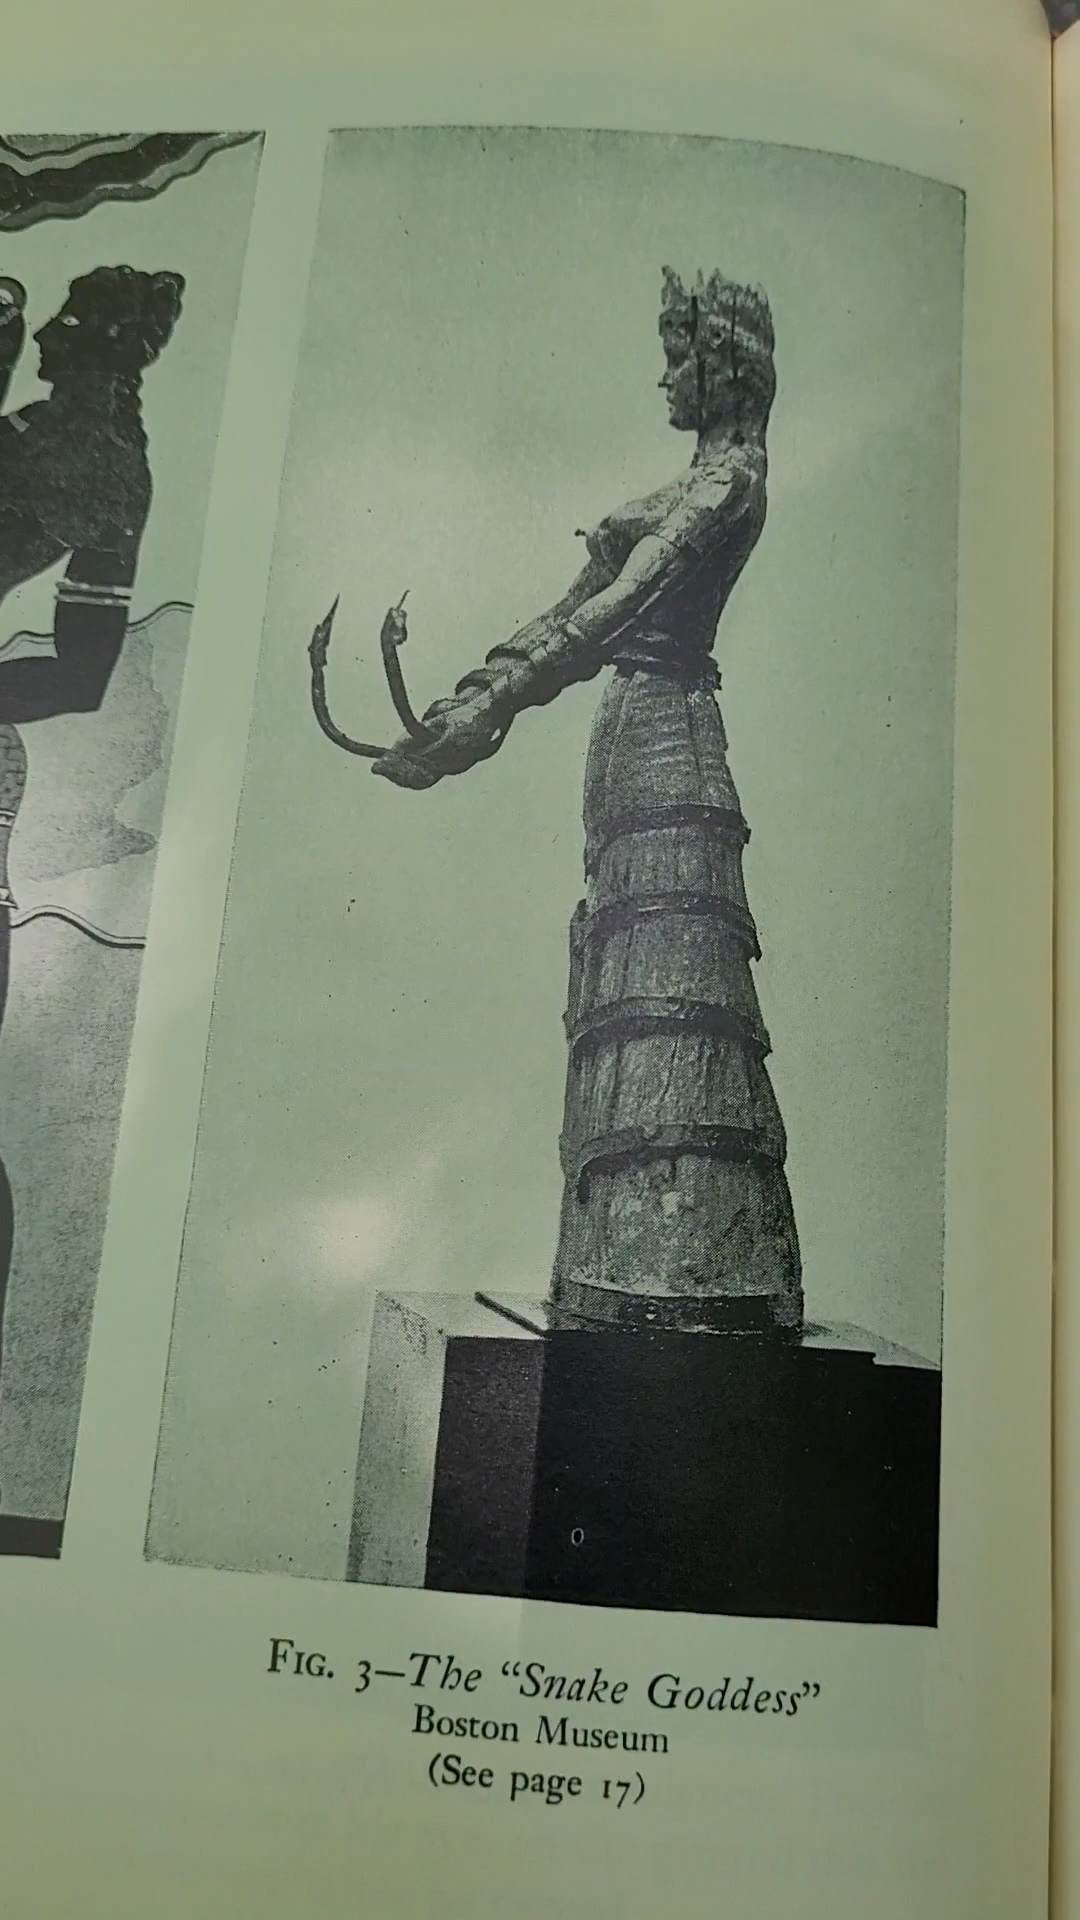 FIG. 3—The “Snake Goddess”
Boston Museum
(See page 17)